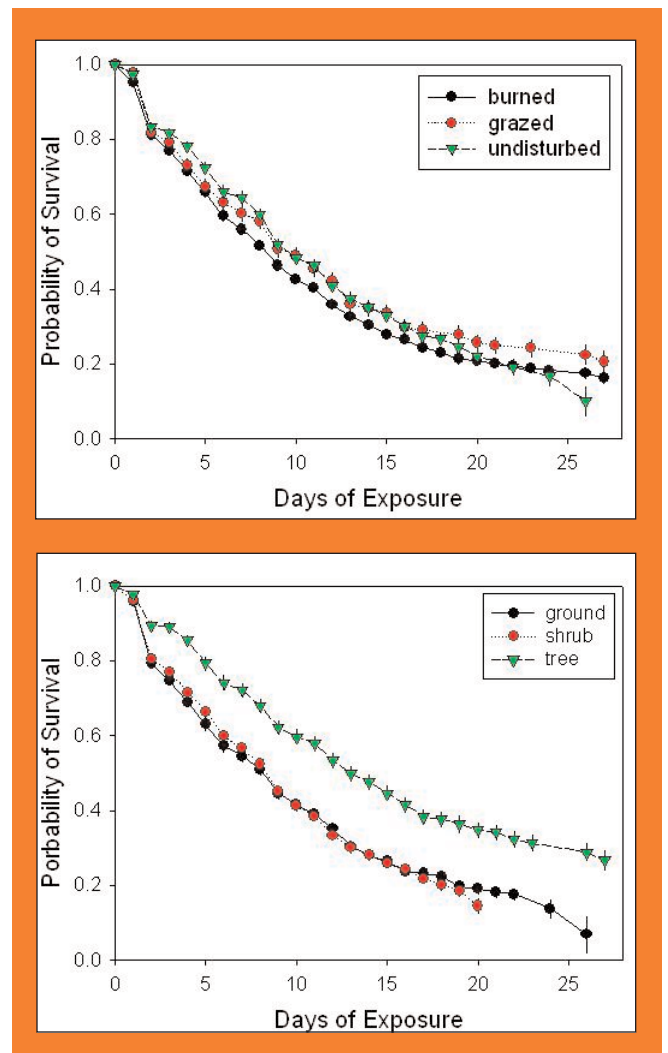 1.0
0.8
0.6
0.4
0.2
0.0
Probability of Survival
burned
grazed
undisturbed
0 5 10 15 20 25
Days of Exposure
1.0
0.8
0.6
0.4
0.2
0.0
Porbability of Survival
ground
shrub
tree
0 5 10 15 20 25
Days of Exposure